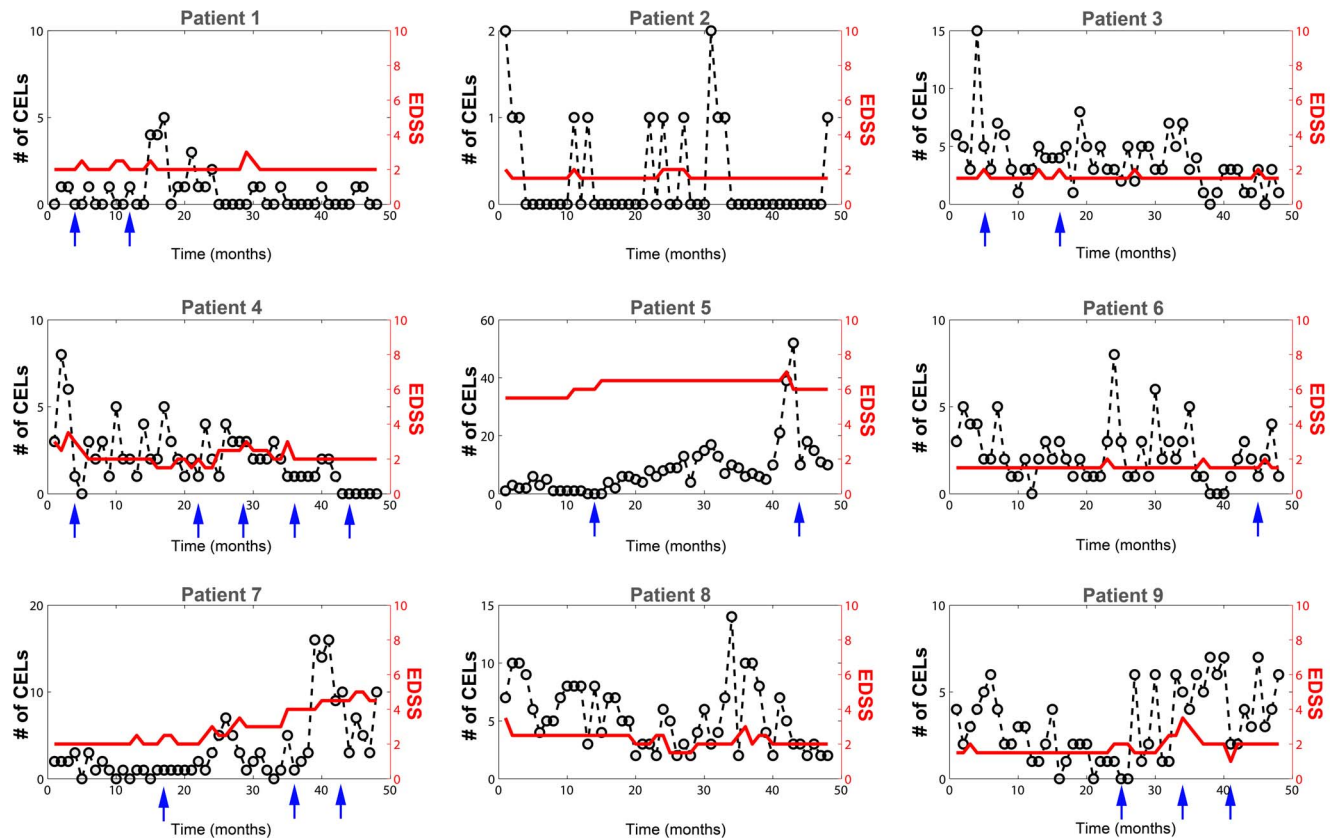 Patient 1
10
5
0
# of CELs
10
8
6
4
2
0
EDSS
0 10 20 30 40 50
Time (months)
Patient 2
2
1
0
# of CELs
10
8
6
4
2
0
EDSS
0 10 20 30 40 50
Time (months)
Patient 3
15
10
5
0
# of CELs
10
8
6
4
2
0
EDSS
0 10 20 30 40 50
Time (months)
Patient 4
10
5
0
# of CELs
10
8
6
4
2
0
EDSS
0 10 20 30 40 50
Time (months)
Patient 5
60
40
20
0
# of CELs
10
8
6
4
2
0
EDSS
0 10 20 30 40 50
Time (months)
Patient 6
10
5
0
# of CELs
10
8
6
4
2
0
EDSS
0 10 20 30 40 50
Time (months)
Patient 7
20
10
0
# of CELs
10
8
6
4
2
0
EDSS
0 10 20 30 40 50
Time (months)
Patient 8
15
10
5
0
# of CELs
10
8
6
4
2
0
EDSS
0 10 20 30 40 50
Time (months)
Patient 9
10
5
0
# of CELs
10
8
6
4
2
0
EDSS
0 10 20 30 40 50
Time (months)